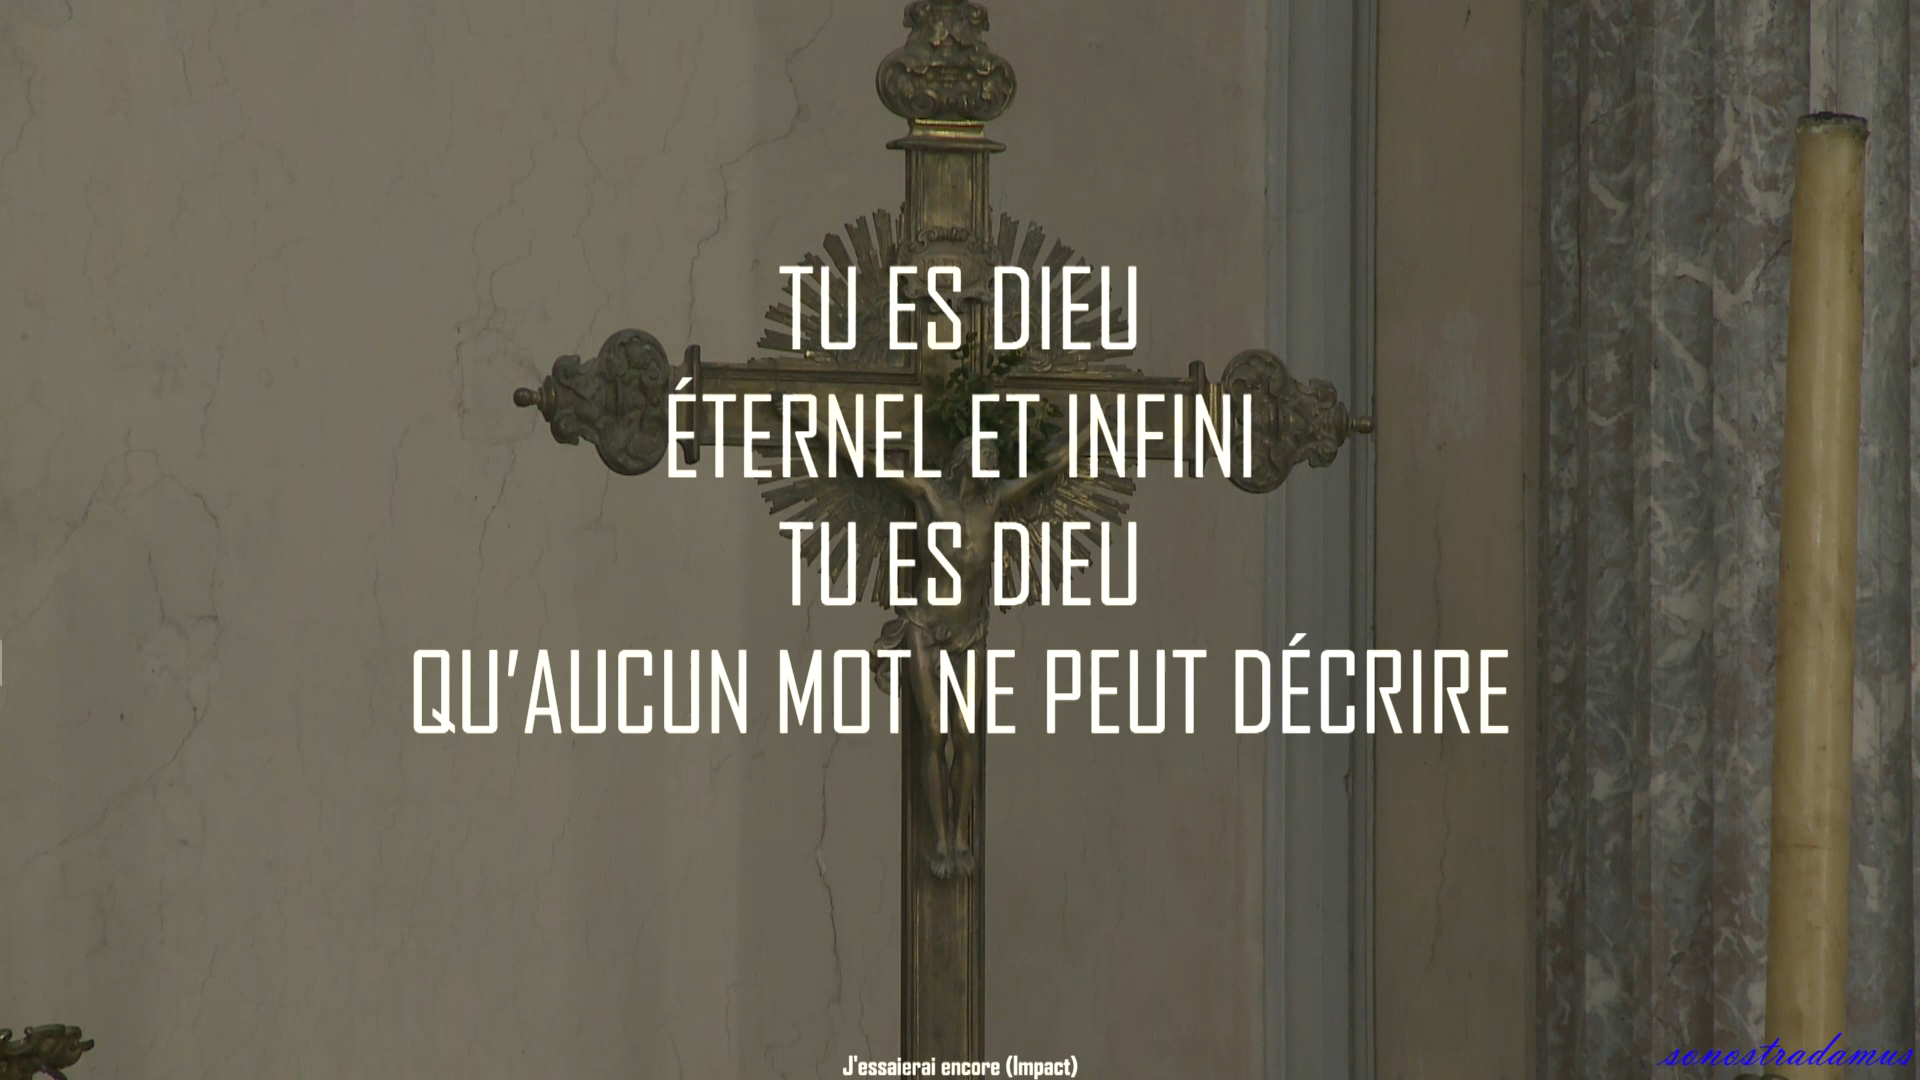 TU ES DIEU
ÉTERNEL ET INFINI
TU ES DIEU
QU'AUCUN MOT NE PEUT DÉCRIRE
J'essaierai encore (Impact)
sonostradamus